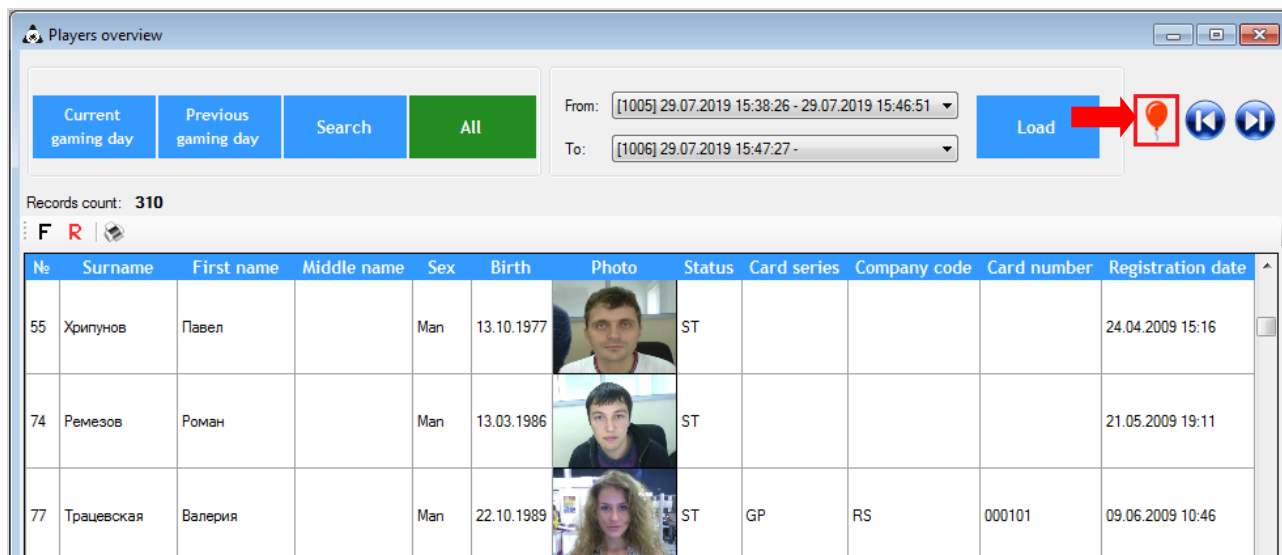 Players overview
Current gaming day
Previous gaming day
Search
All
From: [1005] 29.07.2019 15:38:26 - 29.07.2019 15:46:51
To: [1006] 29.07.2019 15:47:27 -
Load
Records count: 310
F R
№ Surname First name Middle name Sex Birth Photo Status Card series Company code Card number Registration date
55 Хрипунов Павел Man 13.10.1977 ST 24.04.2009 15:16
74 Ремезов Роман Man 13.03.1986 ST 21.05.2009 19:11
77 Трацевская Валерия Man 22.10.1989 ST GP RS 000101 09.06.2009 10:46